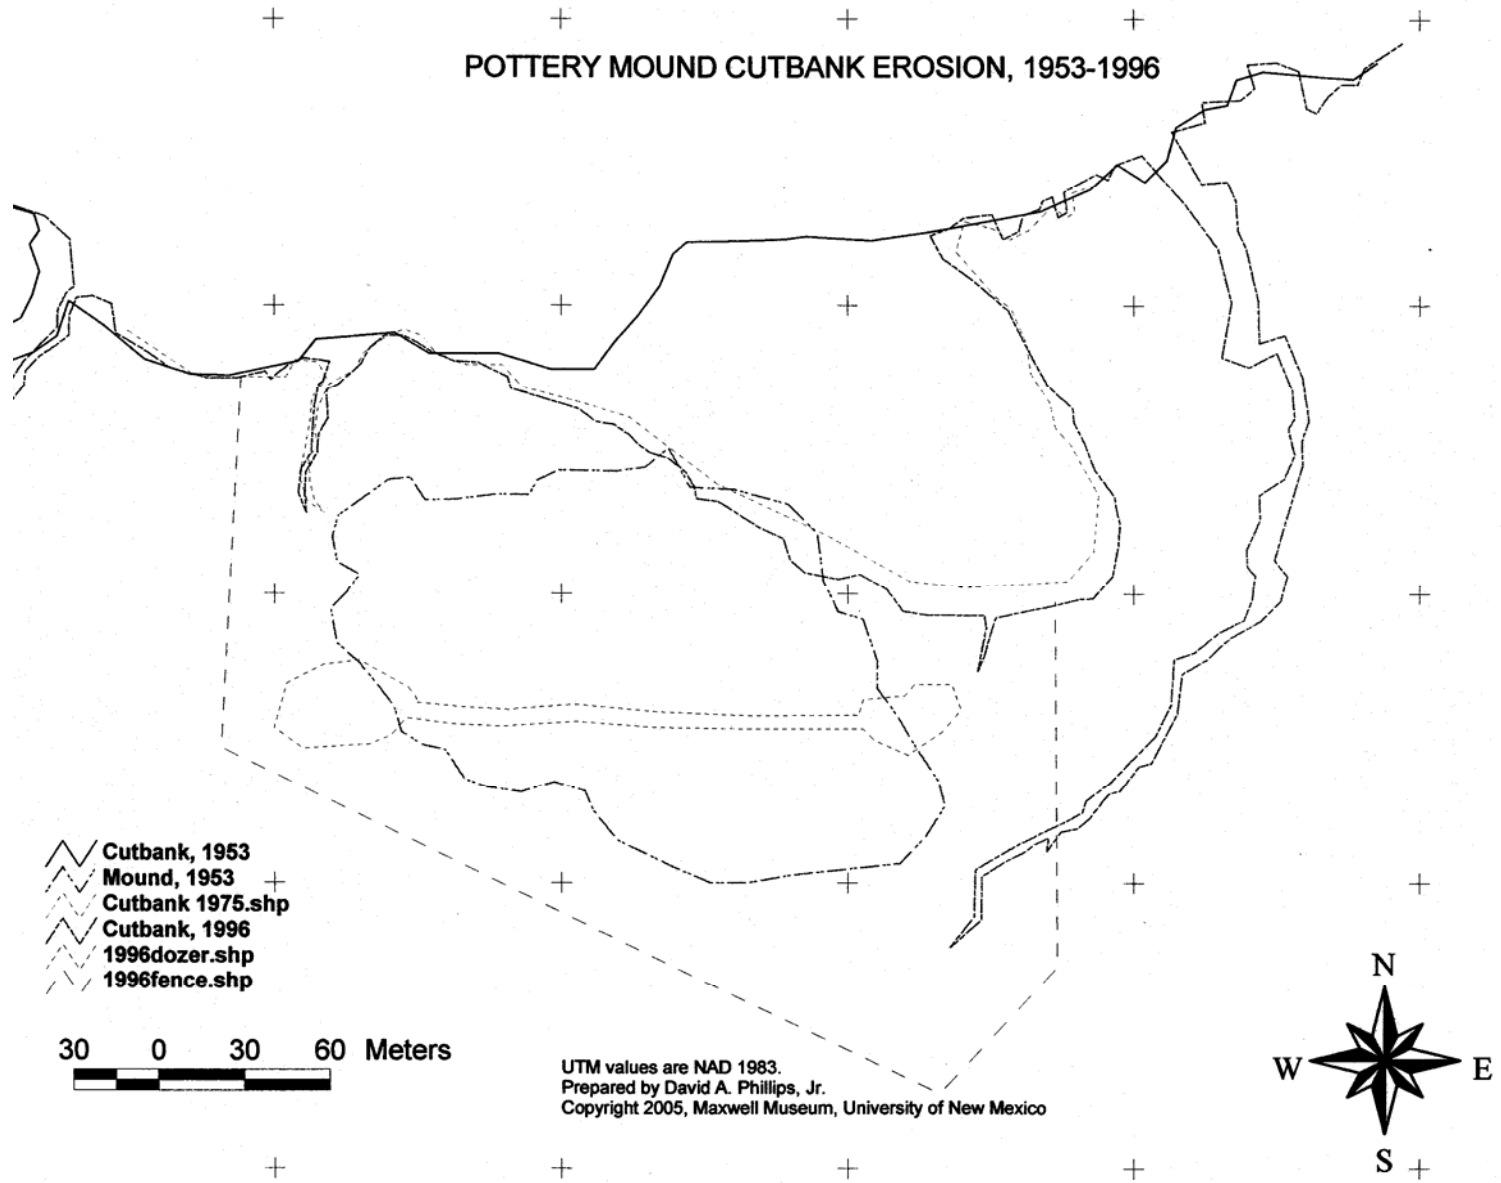 POTTERY MOUND CUTBANK EROSION, 1953-1996
Cutbank, 1953
Mound, 1953
Cutbank 1975.shp
Cutbank, 1996
1996dozer.shp
1996fence.shp
30 0 30 60 Meters
UTM values are NAD 1983.
Prepared by David A. Phillips, Jr.
Copyright 2005, Maxwell Museum, University of New Mexico
N
W E
S